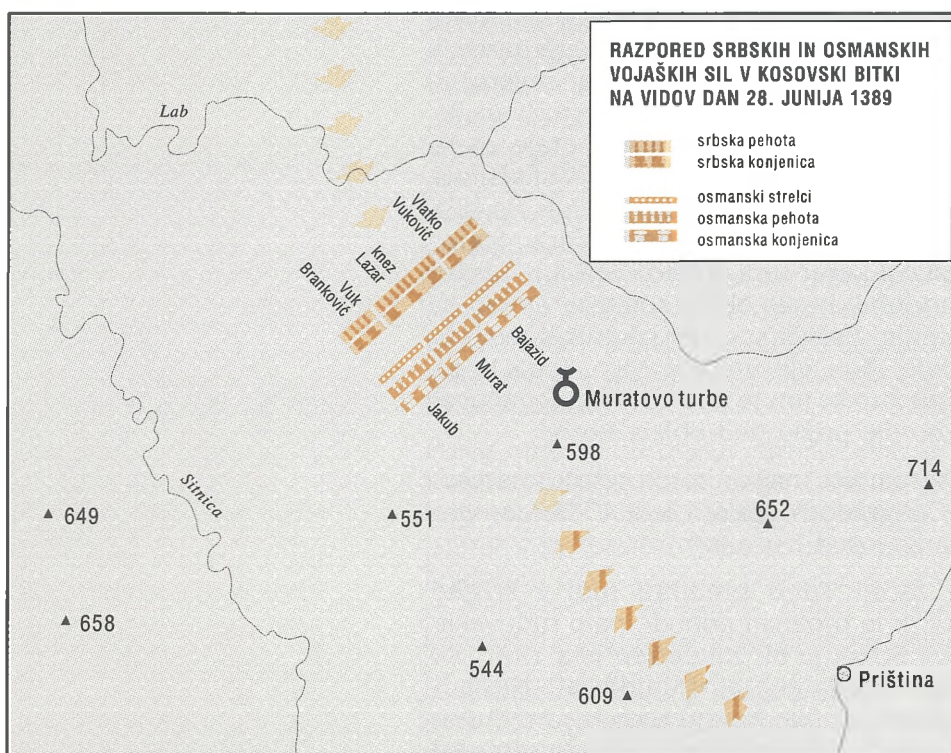 RAZPORED SRBSKIH IN OSMANSKIH
VOJAŠKIH SIL V KOSOVSKI BITKI
NA VIDOV DAN 28. JUNIJA 1389
srbska pehota
srbska konjenica
osmanski strelci
osmanska pehota
osmanska konjenica
Lab
Vlatko
Vuković
knez
Lazar
Vuk
Branković
Bajazid
Murat
Jakub
Muratovo turbe
598
714
Sitnica
649
551
652
658
544
609
Priština